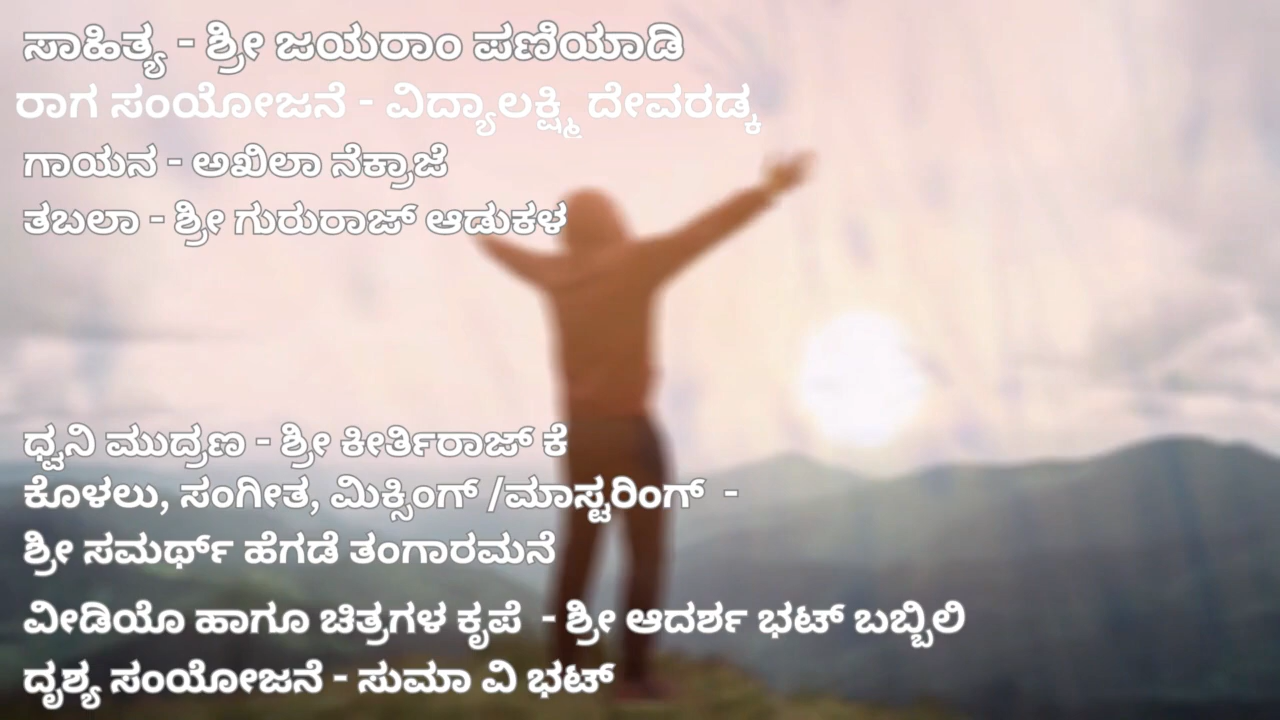 ಸಾಹಿತ್ಯ - ಶ್ರೀ ಜಯರಾಂ ಪಣಿಯಾಡಿ
ರಾಗ ಸಂಯೋಜನೆ - ವಿದ್ಯಾಲಕ್ಷ್ಮಿ ದೇವರಡ್ಕ
ಗಾಯನ - ಅಖಿಲಾ ನೆಕ್ರಾಜೆ
ತಬಲಾ - ಶ್ರೀ ಗುರುರಾಜ್ ಆಡುಕಳ
ಧ್ವನಿ ಮುದ್ರಣ - ಶ್ರೀ ಕೀರ್ತಿರಾಜ್ ಕೆ
ಕೊಳಲು, ಸಂಗೀತ, ಮಿಕ್ಸಿಂಗ್ /ಮಾಸ್ಟರಿಂಗ್ -
ಶ್ರೀ ಸಮರ್ಥ್ ಹೆಗಡೆ ತಂಗಾರಮನೆ
ವೀಡಿಯೊ ಹಾಗೂ ಚಿತ್ರಗಳ ಕೃಪೆ - ಶ್ರೀ ಆದರ್ಶ ಭಟ್ ಬಬ್ಬಿಲಿ
ದೃಶ್ಯ ಸಂಯೋಜನೆ - ಸುಮಾ ವಿ ಭಟ್